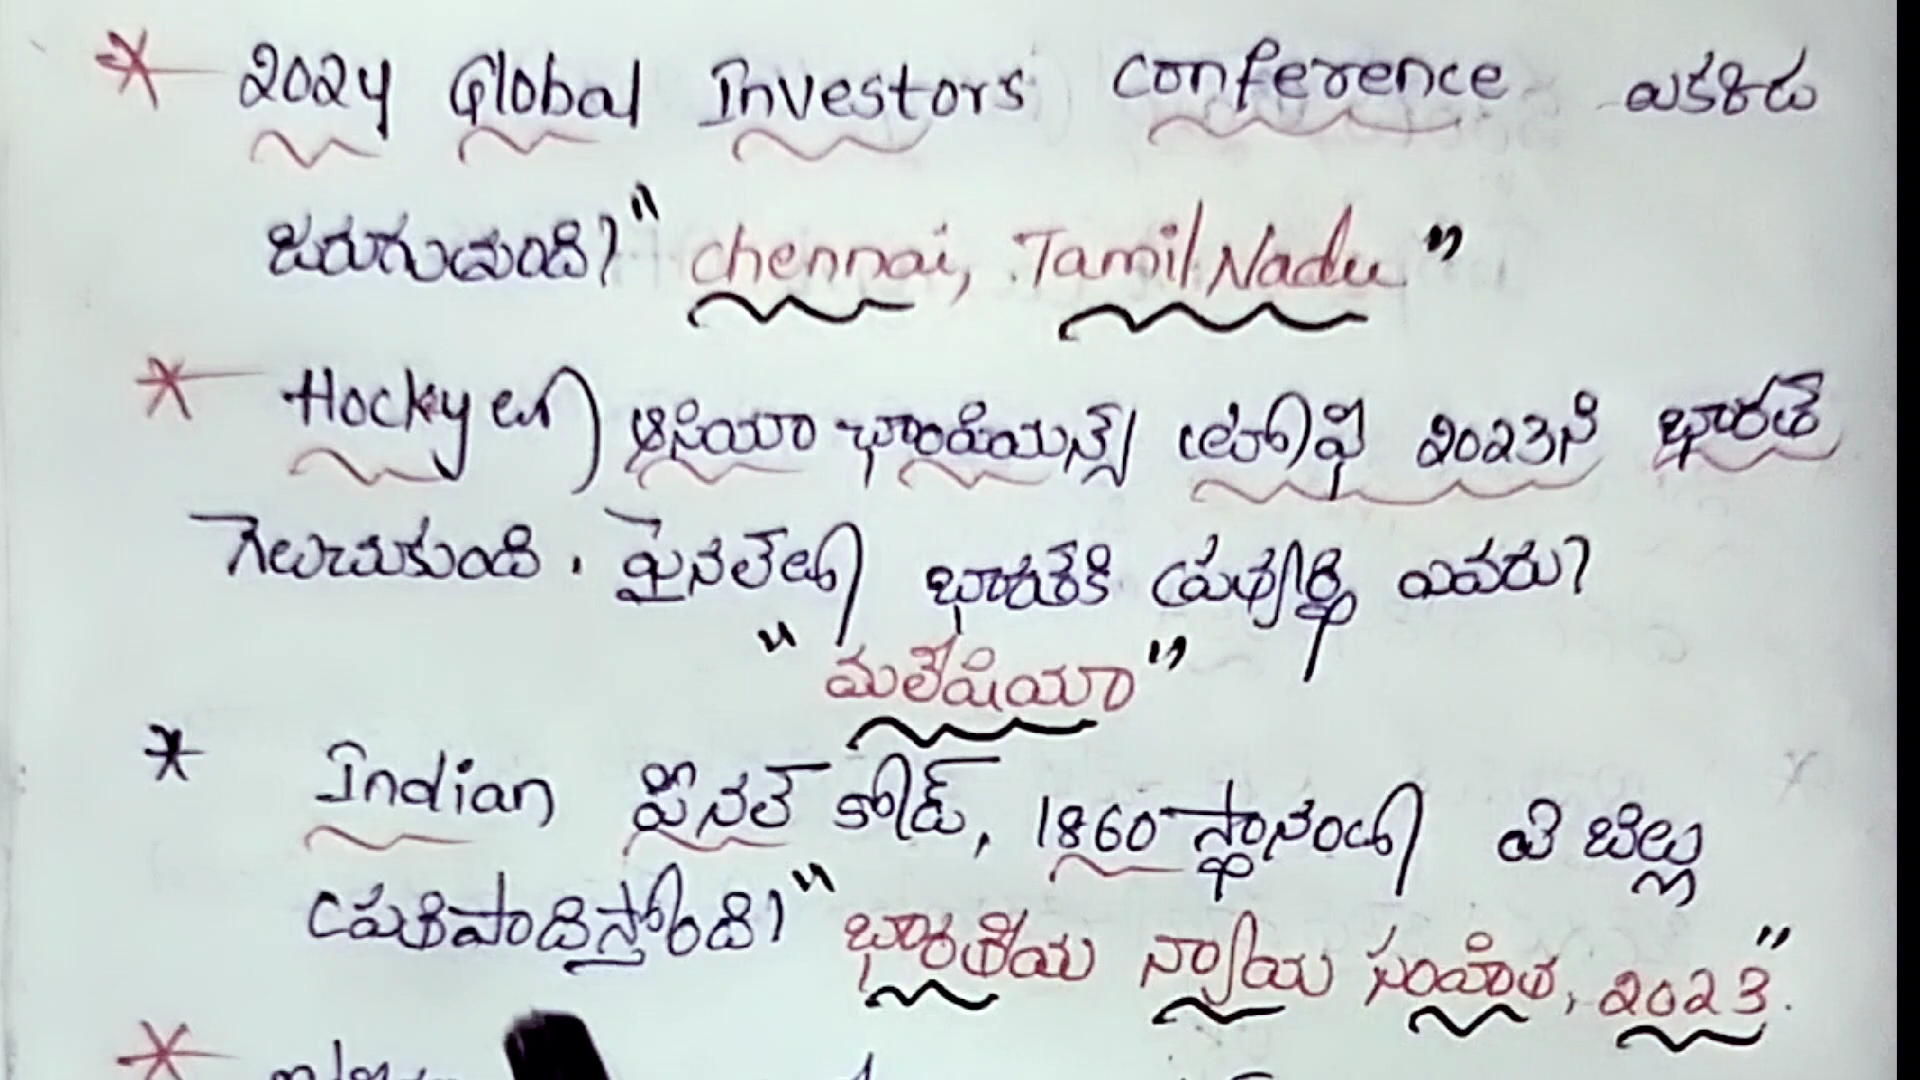 * 2024 Global Investors Conference ఎక్కడ
జరుగుతుంది? " Chennai, Tamil Nadu "
* Hocky లో ఆసియా ఛాంపియన్స్ ట్రోఫీ 2023ని భారత్
గెలుచుకుంది. ఫైనల్లో భారత్కి ప్రత్యర్థి ఎవరు?
" మలేషియా "
* Indian పీనల్ కోడ్, 1860 స్థానంలో ఏ బిల్లు
ప్రతిపాదిస్తోంది? " భారతీయ న్యాయ సంహిత, 2023".
*